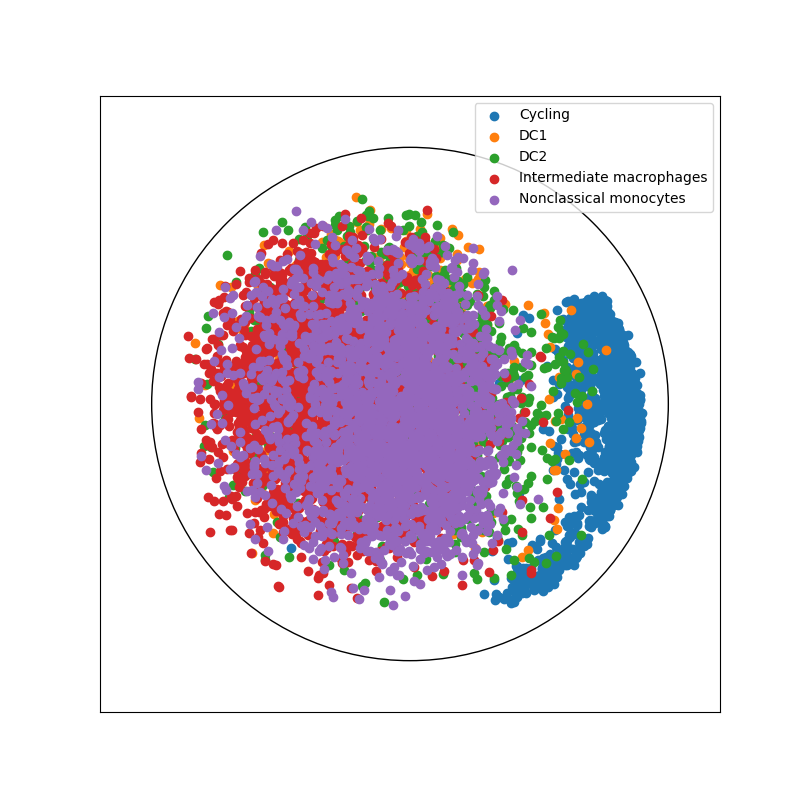 Cycling
DC1
DC2
Intermediate macrophages
Nonclassical monocytes